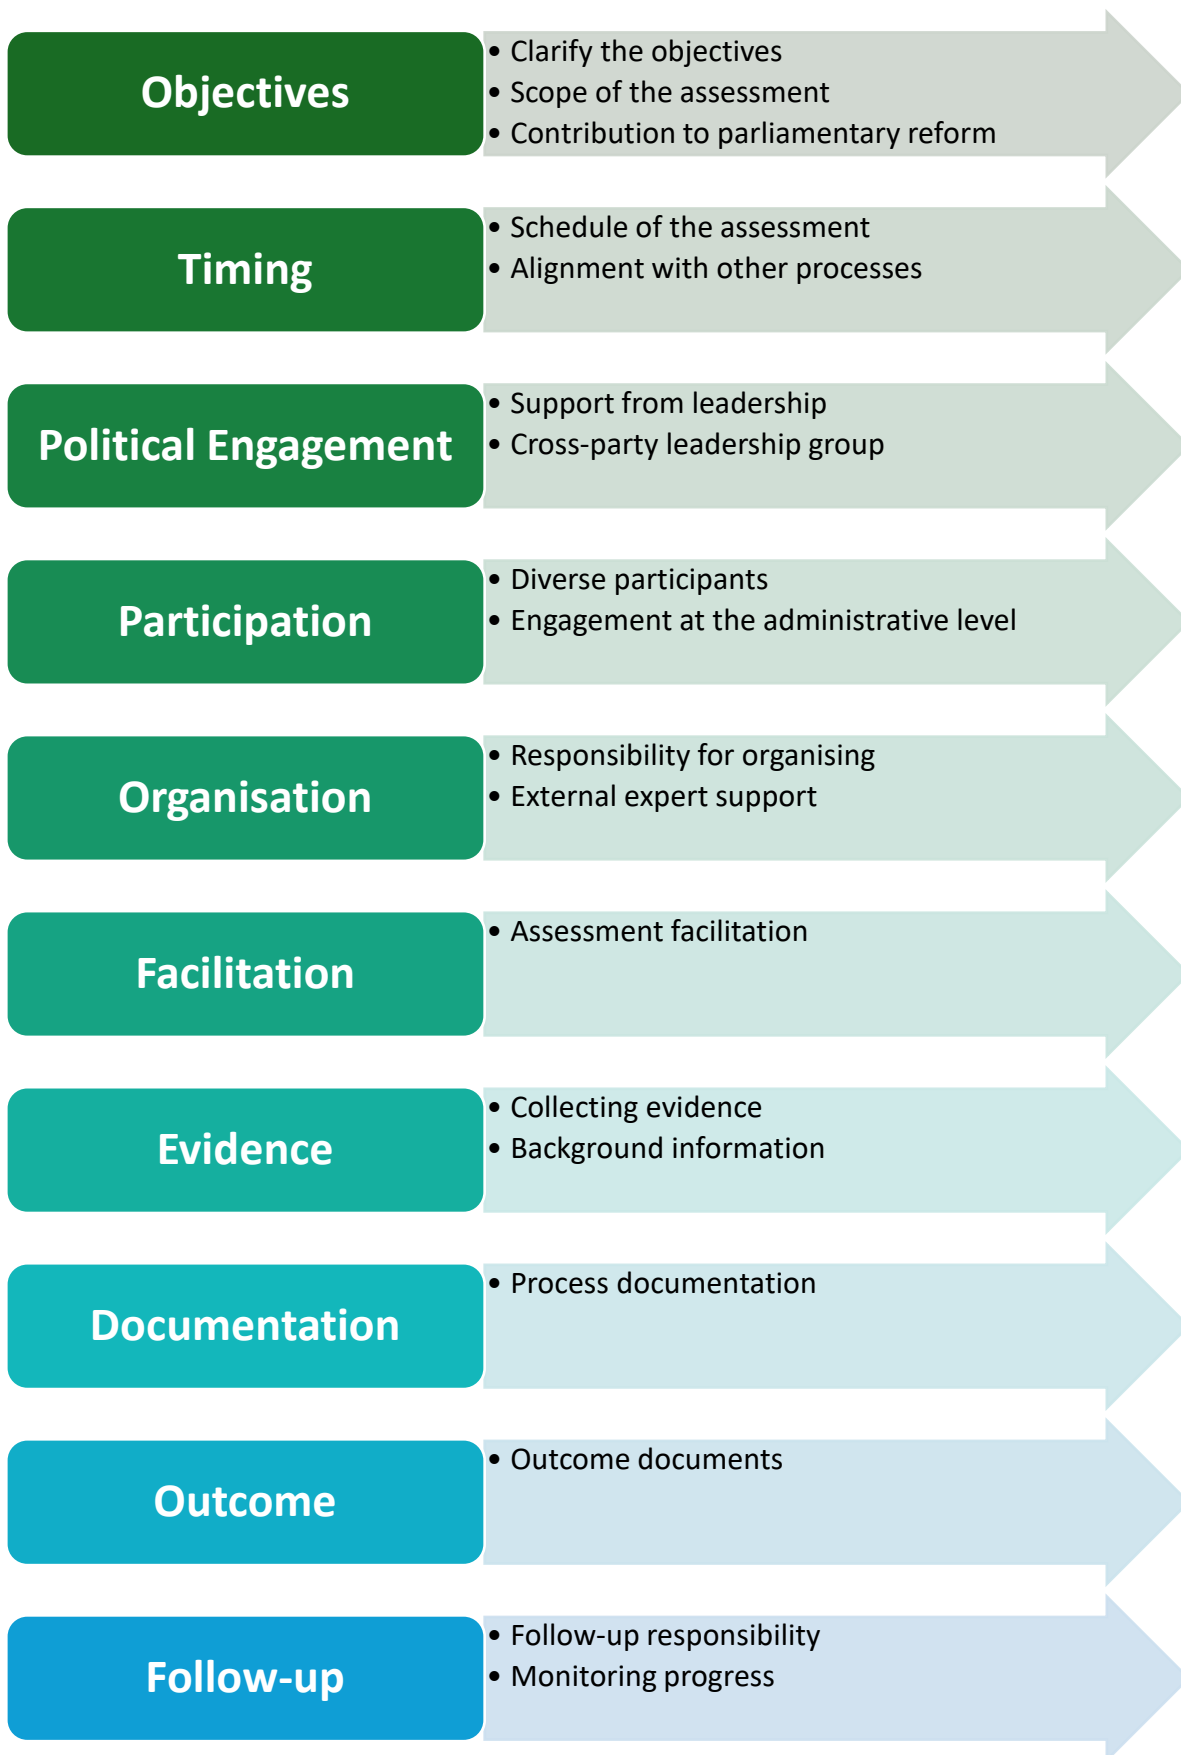 Objectives
• Clarify the objectives
• Scope of the assessment
• Contribution to parliamentary reform
Timing
• Schedule of the assessment
• Alignment with other processes
Political Engagement
• Support from leadership
• Cross-party leadership group
Participation
• Diverse participants
• Engagement at the administrative level
Organisation
• Responsibility for organising
• External expert support
Facilitation
• Assessment facilitation
Evidence
• Collecting evidence
• Background information
Documentation
• Process documentation
Outcome
• Outcome documents
Follow-up
• Follow-up responsibility
• Monitoring progress